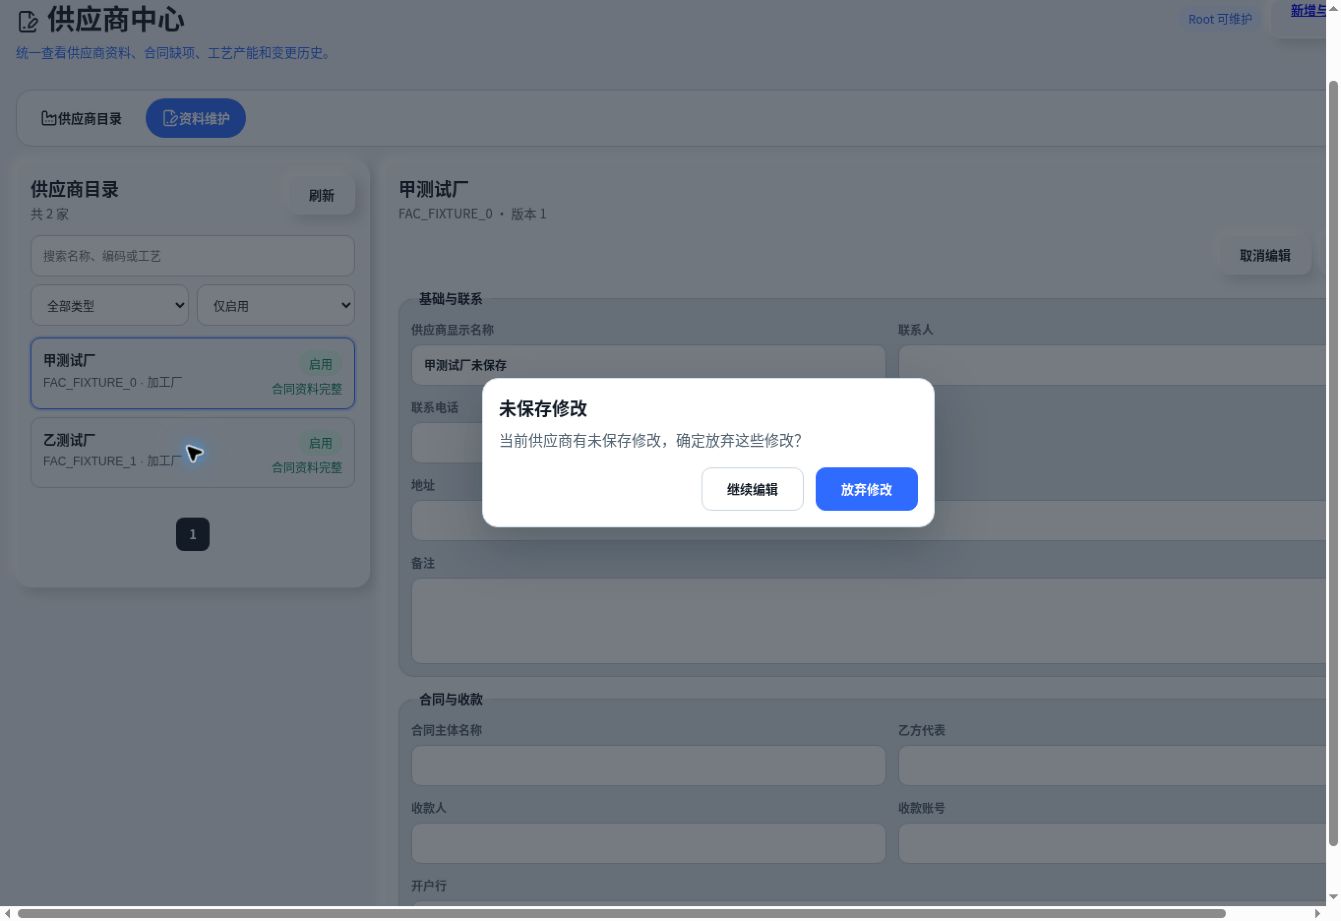 供应商中心
Root 可维护
新增与
统一查看供应商资料、合同缺项、工艺产能和变更历史。
供应商目录
资料维护
供应商目录
共 2 家
刷新
搜索名称、编码或工艺
全部类型
仅启用
甲测试厂
启用
FAC_FIXTURE_0 · 加工厂
合同资料完整
乙测试厂
启用
FAC_FIXTURE_1 · 加工厂
合同资料完整
1
甲测试厂
FAC_FIXTURE_0 · 版本 1
取消编辑
基础与联系
供应商显示名称
联系人
甲测试厂未保存
联系电话
地址
备注
未保存修改
当前供应商有未保存修改，确定放弃这些修改？
继续编辑
放弃修改
合同与收款
合同主体名称
乙方代表
收款人
收款账号
开户行